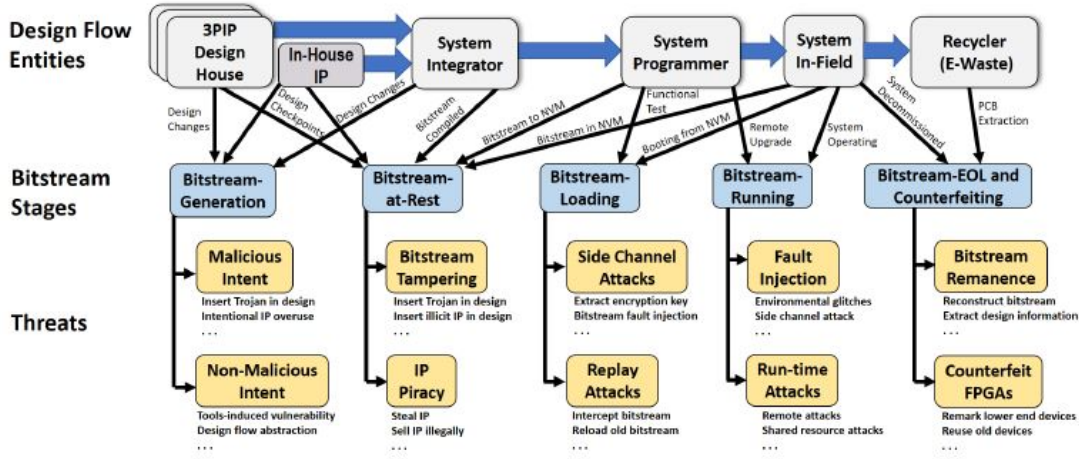 Design Flow
Entities
3PIP
Design
House
In-House
IP
System
Integrator
System
Programmer
System
In-Field
Recycler
(E-Waste)
Design
Changes
Design
Checkpoints
Design Changes
Bitstream
Compiled
Bitstream to NVM
Bitstream in NVM
Functional
Test
Booting from NVM
Remote
Upgrade
System
Operating
System
Decommissioned
PCB
Extraction
Bitstream
Stages
Bitstream-
Generation
Bitstream-
at-Rest
Bitstream-
Loading
Bitstream-
Running
Bitstream-EOL and
Counterfeiting
Threats
Malicious
Intent
Insert Trojan in design
Intentional IP overuse
. . .
Bitstream
Tampering
Insert Trojan in design
Insert illicit IP in design
. . .
Side Channel
Attacks
Extract encryption key
Bitstream fault injection
. . .
Fault
Injection
Environmental glitches
Side channel attack
. . .
Bitstream
Remanence
Reconstruct bitstream
Extract design information
. . .
Non-Malicious
Intent
Tools-induced vulnerability
Design flow abstraction
. . .
IP
Piracy
Steal IP
Sell IP illegally
. . .
Replay
Attacks
Intercept bitstream
Reload old bitstream
. . .
Run-time
Attacks
Remote attacks
Shared resource attacks
. . .
Counterfeit
FPGAs
Remark lower end devices
Reuse old devices
. . .